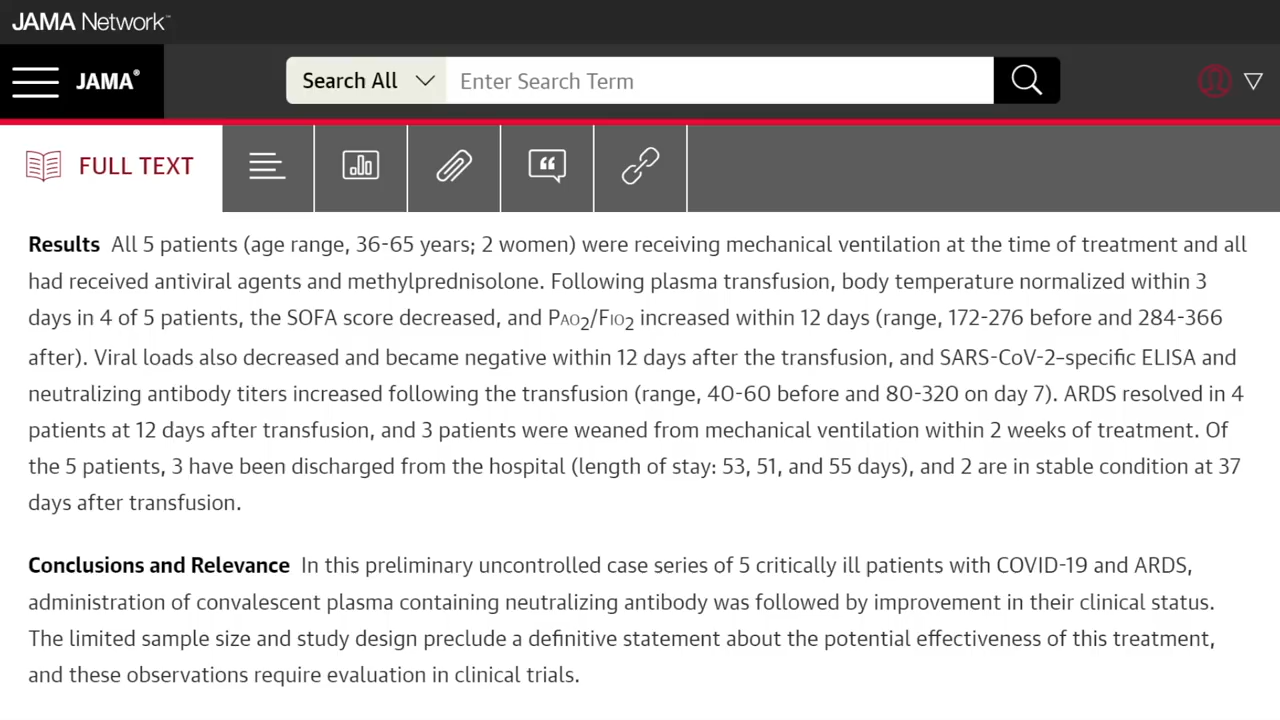 JAMA Network™
JAMA®
Search All
Enter Search Term
FULL TEXT
Results All 5 patients (age range, 36-65 years; 2 women) were receiving mechanical ventilation at the time of treatment and all
had received antiviral agents and methylprednisolone. Following plasma transfusion, body temperature normalized within 3
days in 4 of 5 patients, the SOFA score decreased, and PAO2/FIO2 increased within 12 days (range, 172-276 before and 284-366
after). Viral loads also decreased and became negative within 12 days after the transfusion, and SARS-CoV-2–specific ELISA and
neutralizing antibody titers increased following the transfusion (range, 40-60 before and 80-320 on day 7). ARDS resolved in 4
patients at 12 days after transfusion, and 3 patients were weaned from mechanical ventilation within 2 weeks of treatment. Of
the 5 patients, 3 have been discharged from the hospital (length of stay: 53, 51, and 55 days), and 2 are in stable condition at 37
days after transfusion.
Conclusions and Relevance In this preliminary uncontrolled case series of 5 critically ill patients with COVID-19 and ARDS,
administration of convalescent plasma containing neutralizing antibody was followed by improvement in their clinical status.
The limited sample size and study design preclude a definitive statement about the potential effectiveness of this treatment,
and these observations require evaluation in clinical trials.